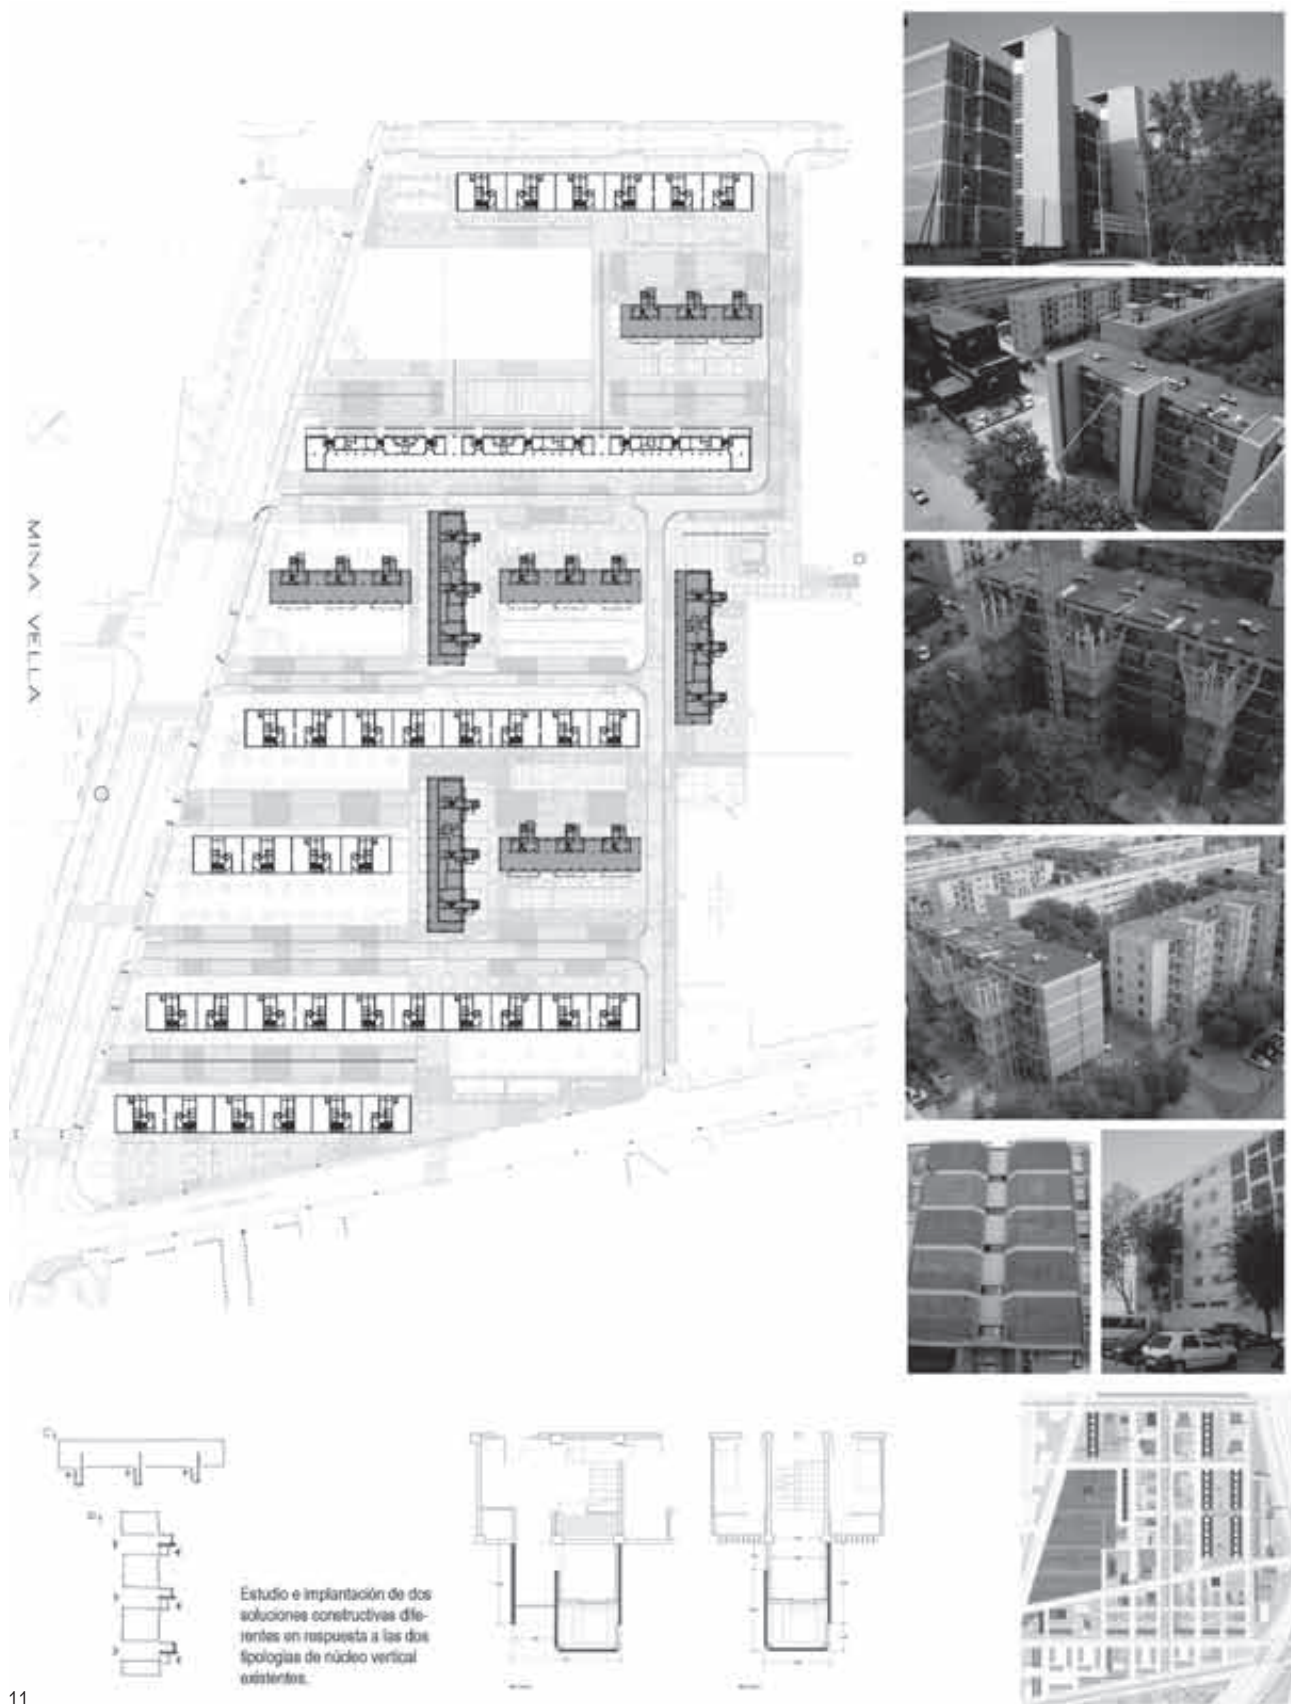 MINA VELLA
Estudio e implantación de dos
soluciones constructivas dife-
rentes en respuesta a las dos
tipologías de núcleo vertical
existentes.
11